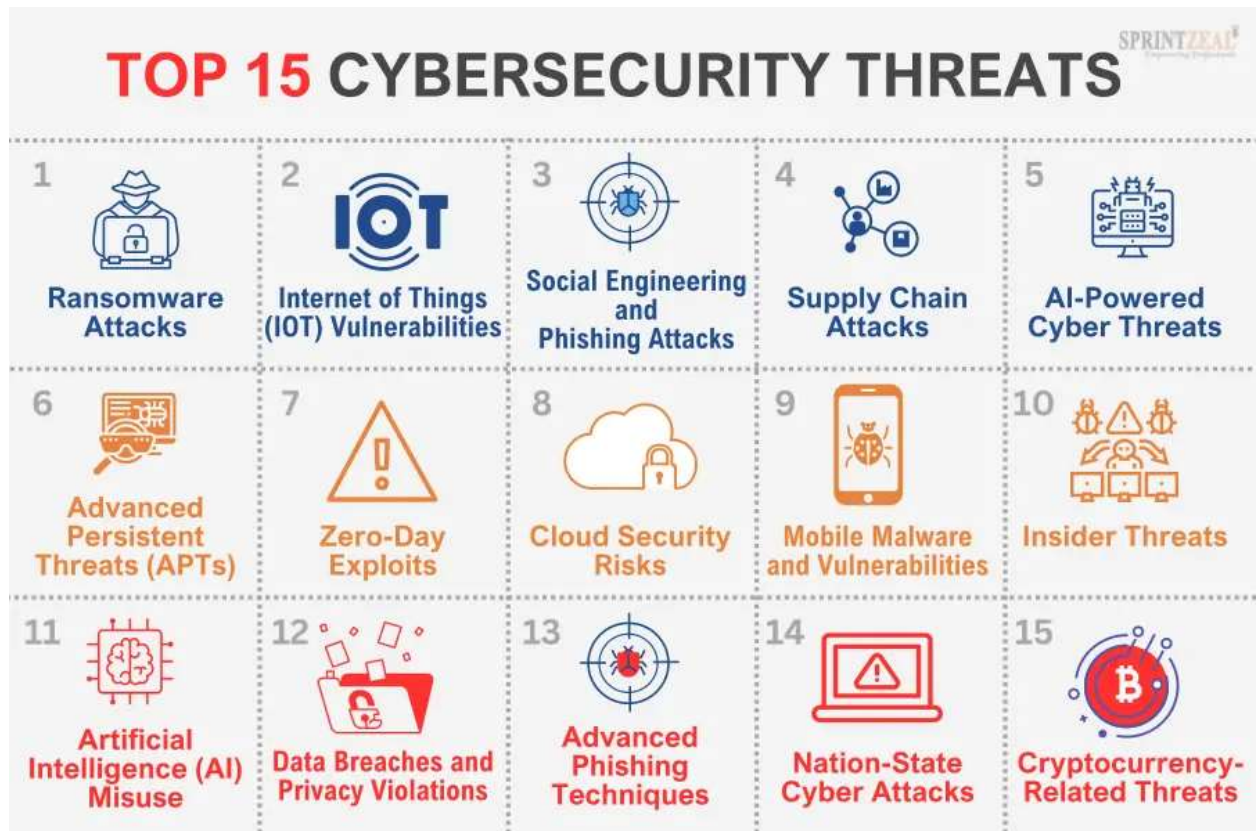 SPRINTZEAL
TOP 15 CYBERSECURITY THREATS
1
Ransomware
Attacks
2
IOT
Internet of Things
(IOT) Vulnerabilities
3
Social Engineering
and
Phishing Attacks
4
Supply Chain
Attacks
5
AI-Powered
Cyber Threats
6
Advanced
Persistent
Threats (APTs)
7
Zero-Day
Exploits
8
Cloud Security
Risks
9
Mobile Malware
and Vulnerabilities
10
Insider Threats
11
Artificial
Intelligence (AI)
Misuse
12
Data Breaches and
Privacy Violations
13
Advanced
Phishing
Techniques
14
Nation-State
Cyber Attacks
15
Cryptocurrency-
Related Threats